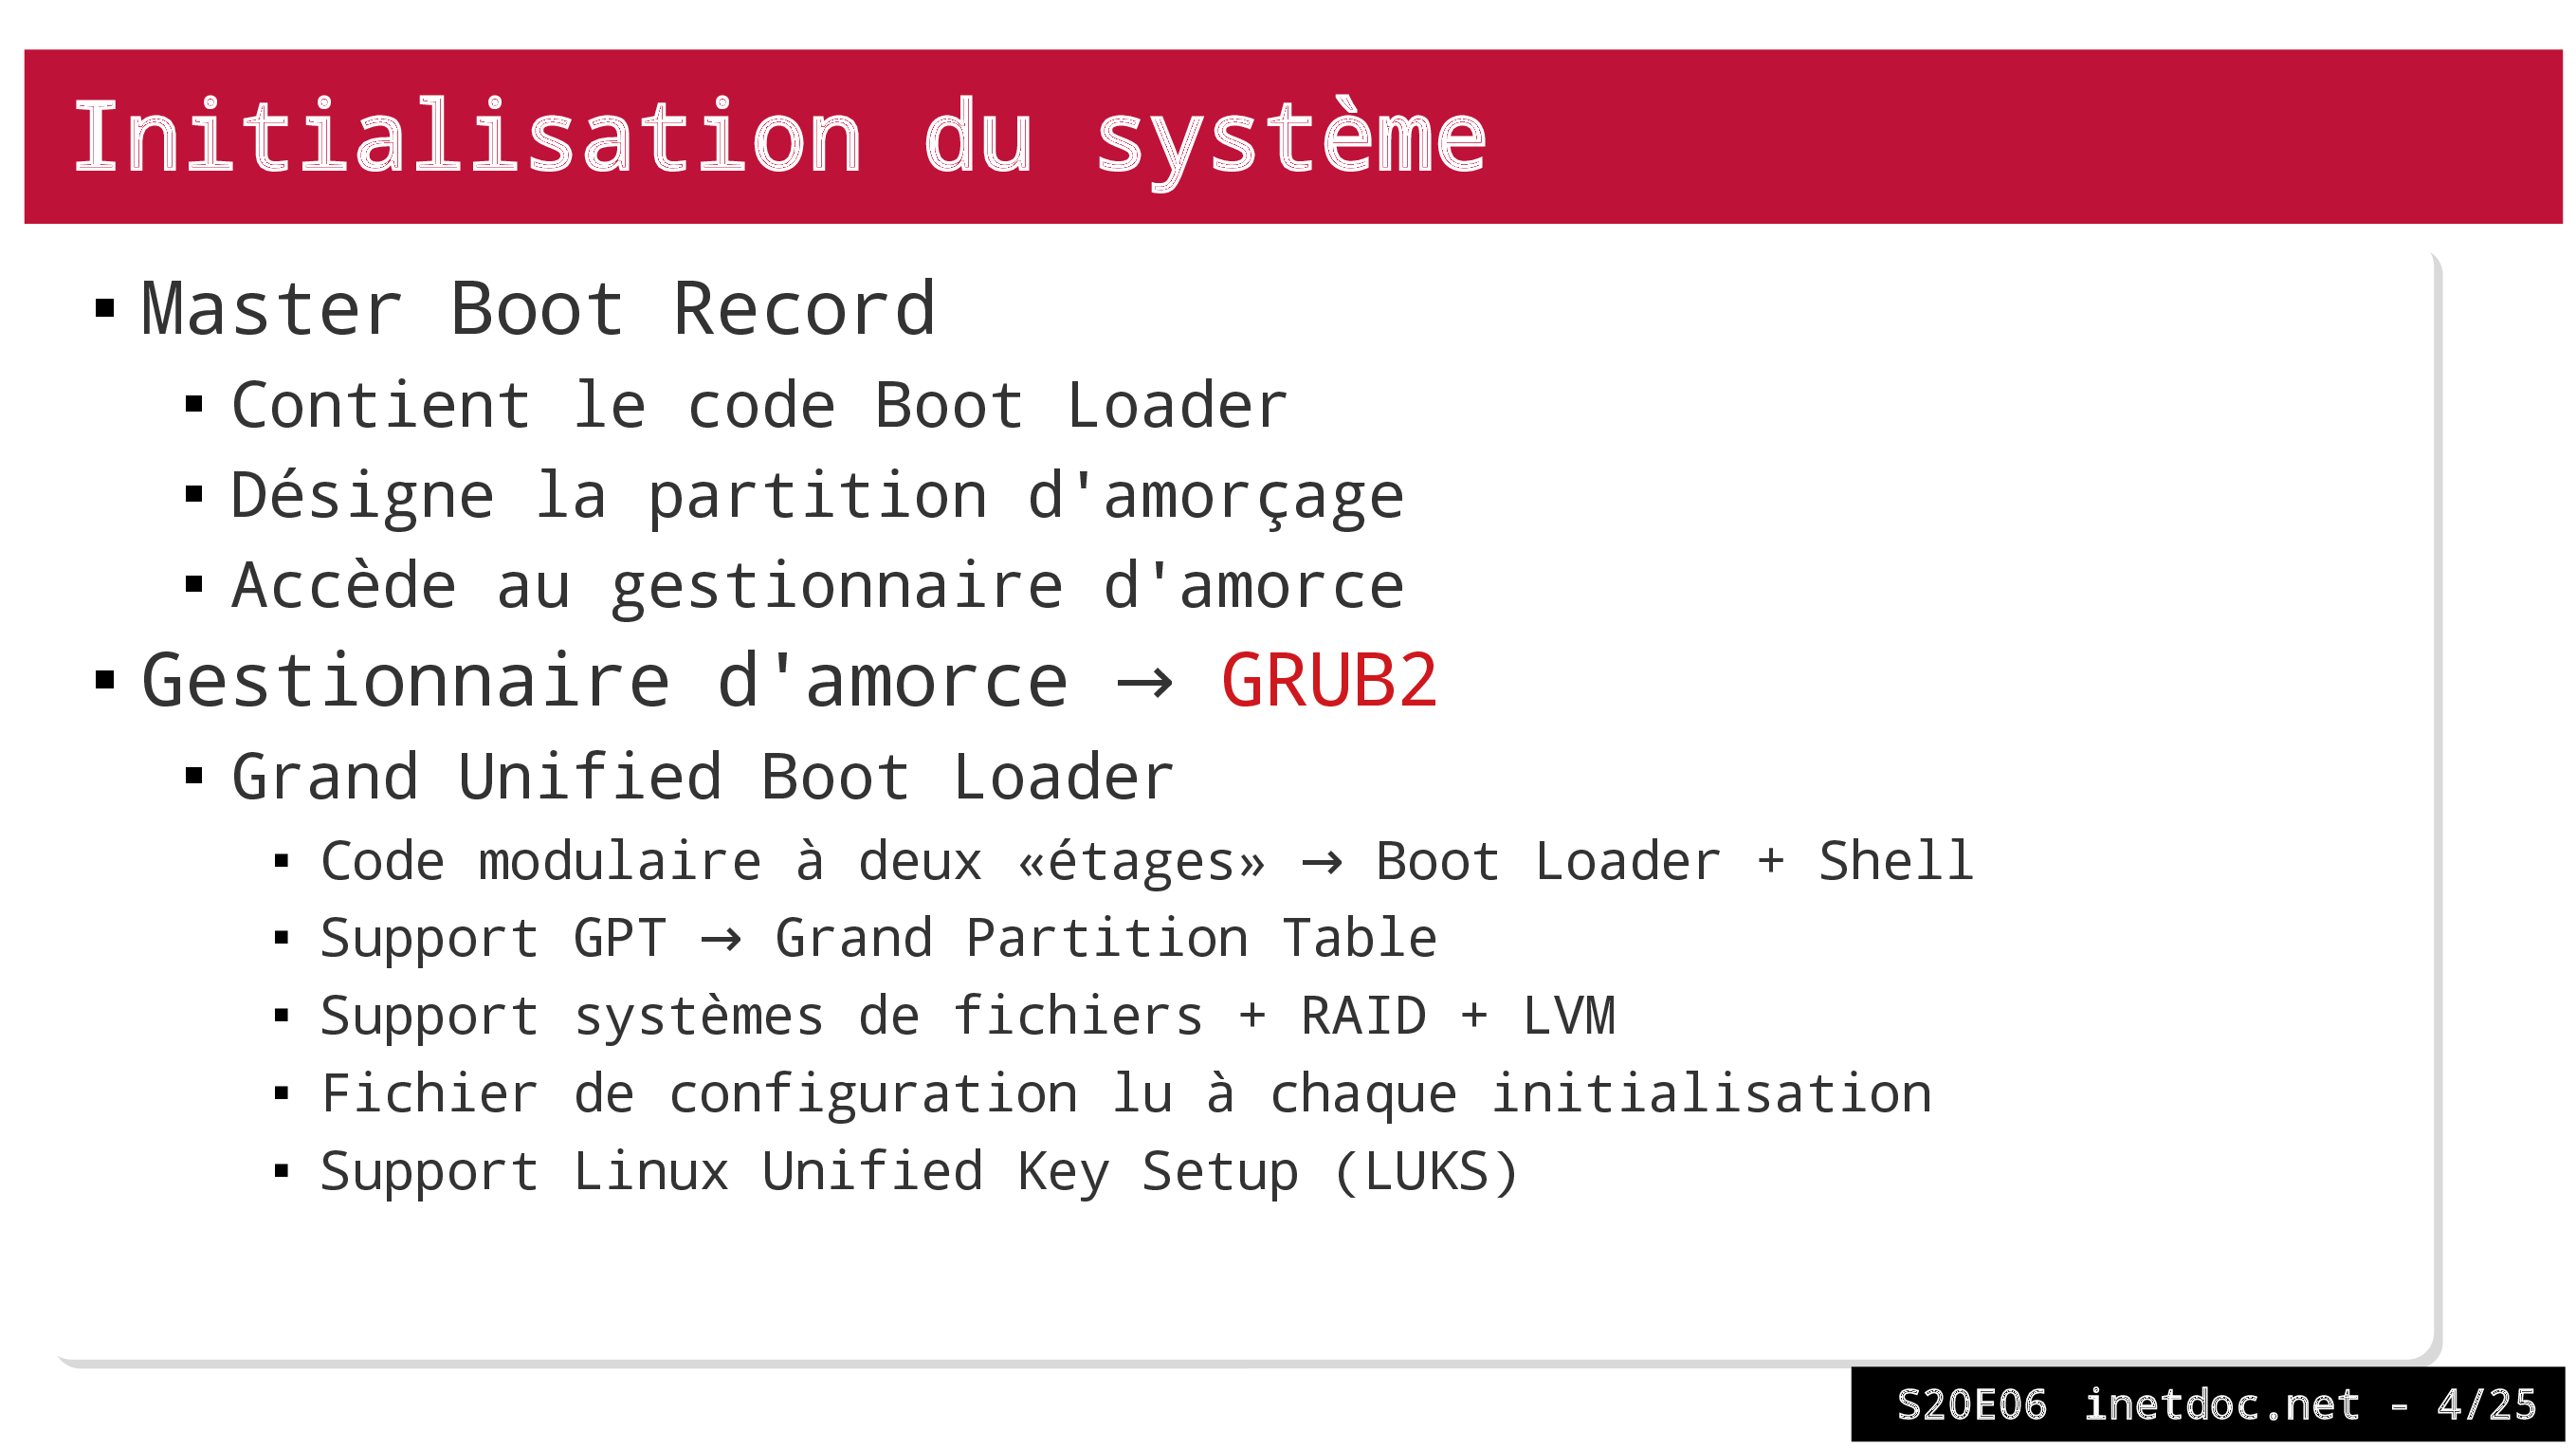 Initialisation du système
Master Boot Record
Contient le code Boot Loader
Désigne la partition d'amorçage
Accède au gestionnaire d'amorce
Gestionnaire d'amorce → GRUB2
Grand Unified Boot Loader
Code modulaire à deux «étages» → Boot Loader + Shell
Support GPT → Grand Partition Table
Support systèmes de fichiers + RAID + LVM
Fichier de configuration lu à chaque initialisation
Support Linux Unified Key Setup (LUKS)
S20E06 inetdoc.net - 4/25